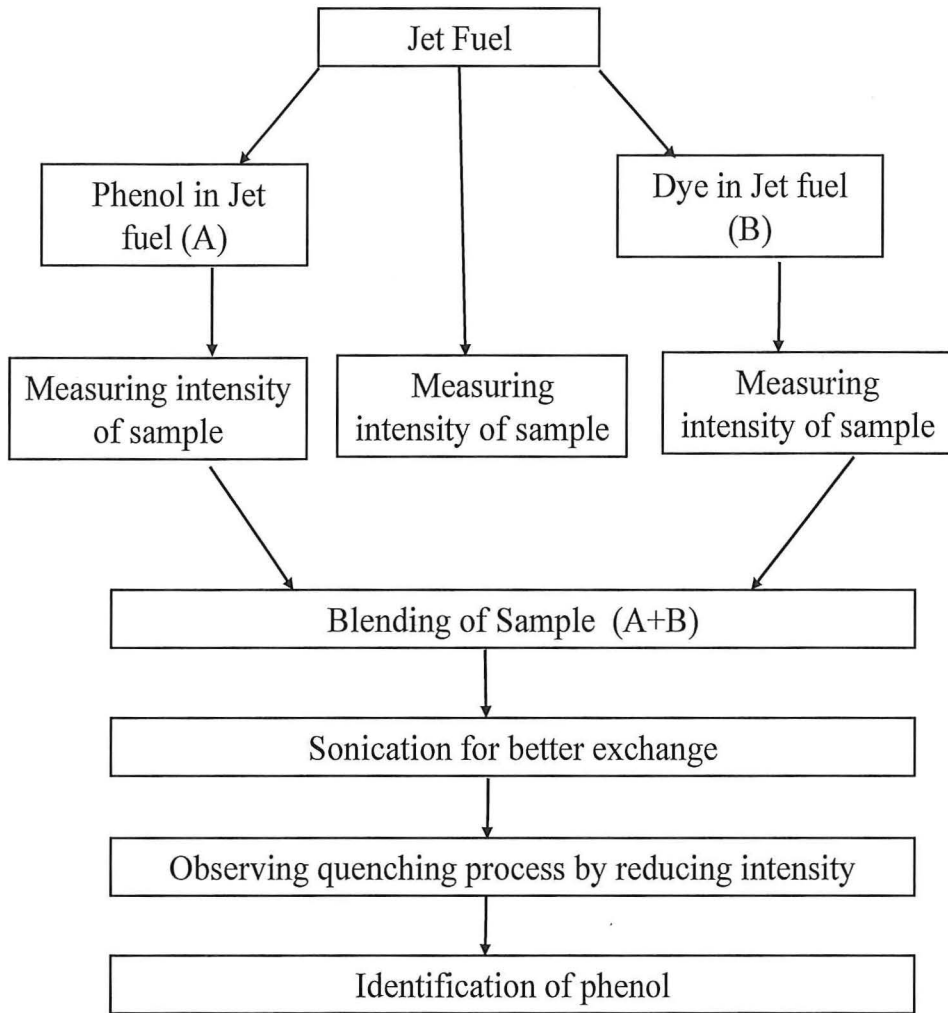 Jet Fuel
Phenol in Jet
fuel (A)
Dye in Jet fuel
(B)
Measuring intensity
of sample
Measuring
intensity of sample
Measuring
intensity of sample
Blending of Sample (A+B)
Sonication for better exchange
Observing quenching process by reducing intensity
Identification of phenol